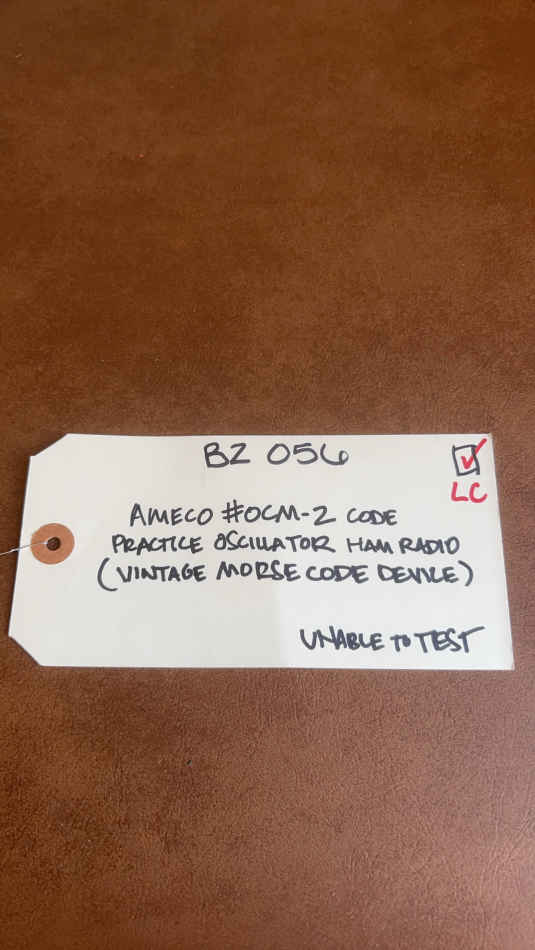 BZ 056
LC
AMECO #OCM-2 CODE
PRACTICE OSCILLATOR HAM RADIO
(VINTAGE MORSE CODE DEVICE)
UNABLE TO TEST